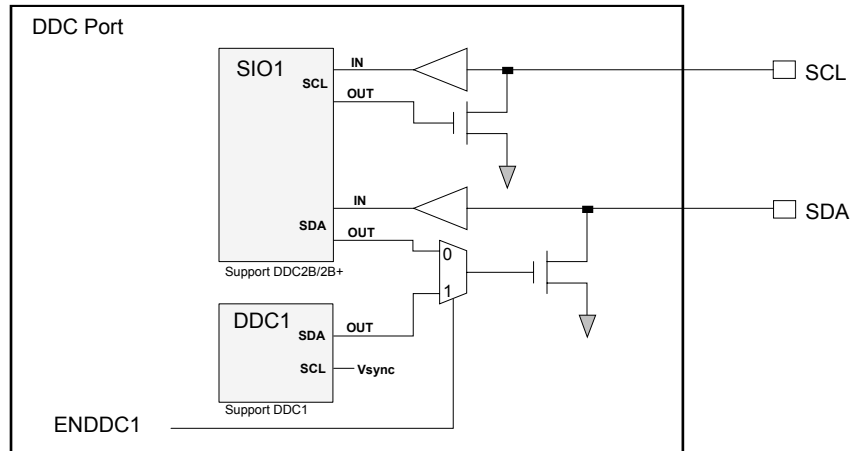 DDC Port
SIO1
IN
SCL
OUT
SCL
IN
SDA
OUT
SDA
0
Support DDC2B/2B+
1
DDC1
OUT
SDA
SCL
Vsync
Support DDC1
ENDDC1